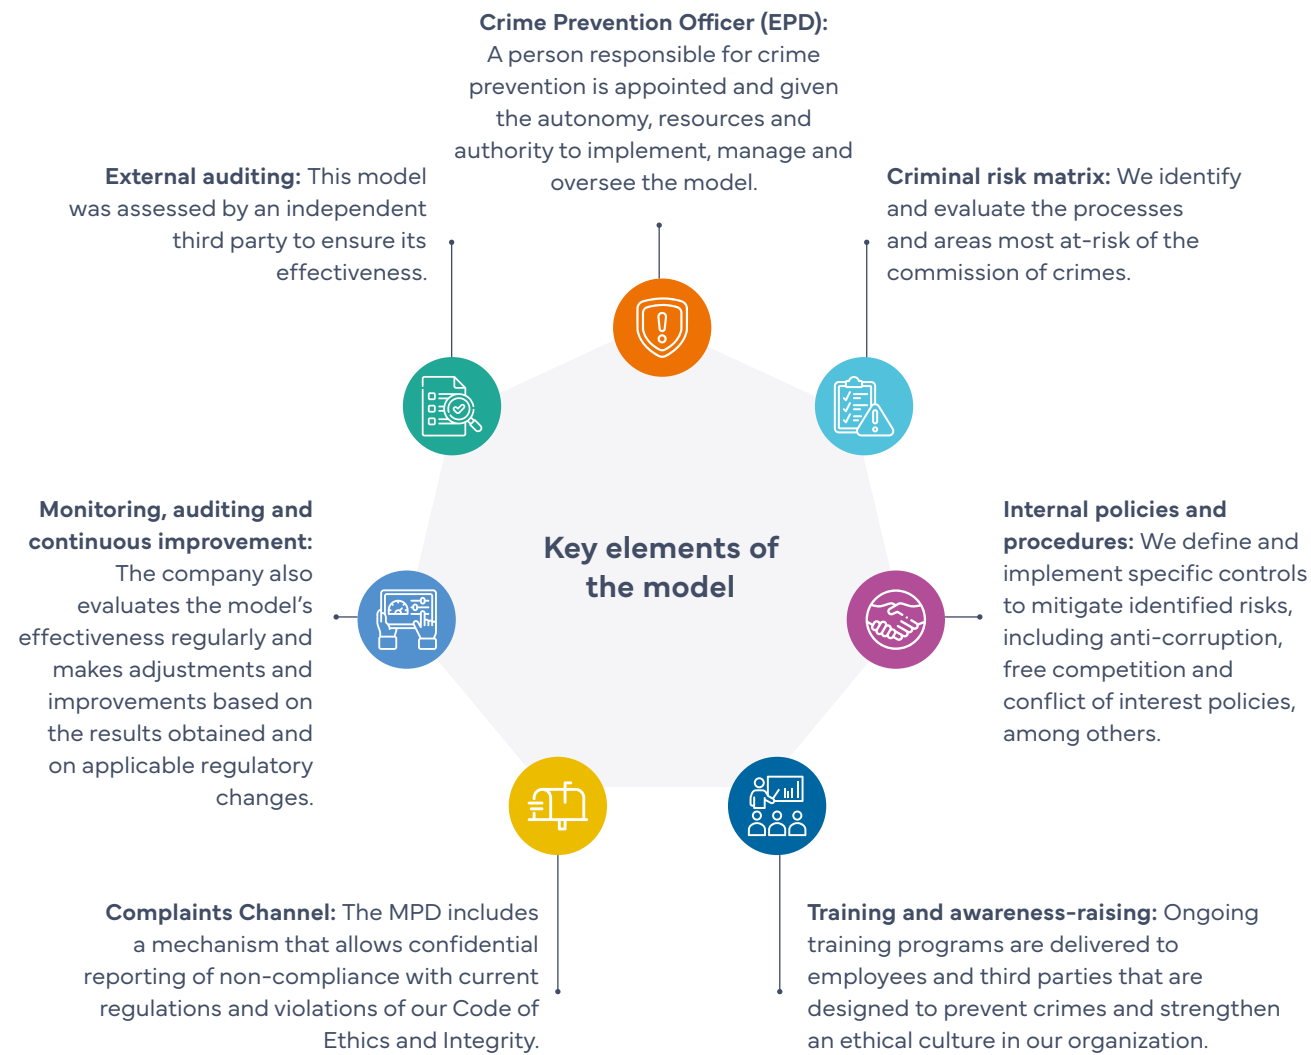 Crime Prevention Officer (EPD):
A person responsible for crime
prevention is appointed and given
the autonomy, resources and
authority to implement, manage and
oversee the model.
External auditing: This model
was assessed by an independent
third party to ensure its
effectiveness.
Criminal risk matrix: We identify
and evaluate the processes
and areas most at-risk of the
commission of crimes.
Monitoring, auditing and
continuous improvement:
The company also
evaluates the model’s
effectiveness regularly and
makes adjustments and
improvements based on
the results obtained and
on applicable regulatory
changes.
Key elements of
the model
Internal policies and
procedures: We define and
implement specific controls
to mitigate identified risks,
including anti-corruption,
free competition and
conflict of interest policies,
among others.
Complaints Channel: The MPD includes
a mechanism that allows confidential
reporting of non-compliance with current
regulations and violations of our Code of
Ethics and Integrity.
Training and awareness-raising: Ongoing
training programs are delivered to
employees and third parties that are
designed to prevent crimes and strengthen
an ethical culture in our organization.